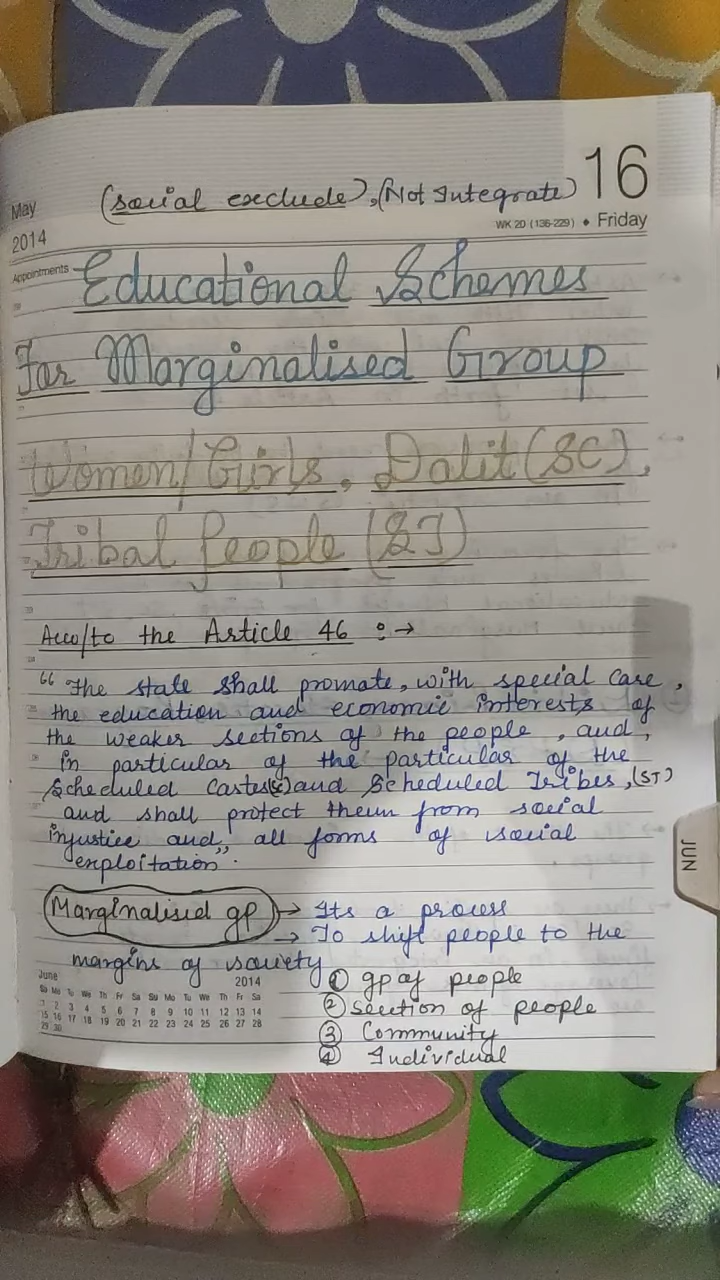 (social exclude), (Not Integrate) 16
May
2014
WK 20 (136-229) • Friday
Appointments
Educational Schemes
For Marginalised Group
Women/Girls, Dalit (SC),
Tribal People (ST)
Acco/to the Article 46 :→
“The state shall promate, with special care,
the education and economic interests of
the weaker sections of the people, and,
in particular of the particular of the
Scheduled Castes(SC) and Scheduled Tribes, (ST)
and shall protect theun from social
injustice and,, all forms of social
exploitation.
Marginalised gp → Its a process
→ To shift people to the
margins of society
① gp of people
② section of people
③ Community
④ Individual
June 2014
Su Mo Tu We Th Fr Sa Su Mo Tu We Th Fr Sa
1 2 3 4 5 6 7 8 9 10 11 12 13 14
15 16 17 18 19 20 21 22 23 24 25 26 27 28
29 30
JUN